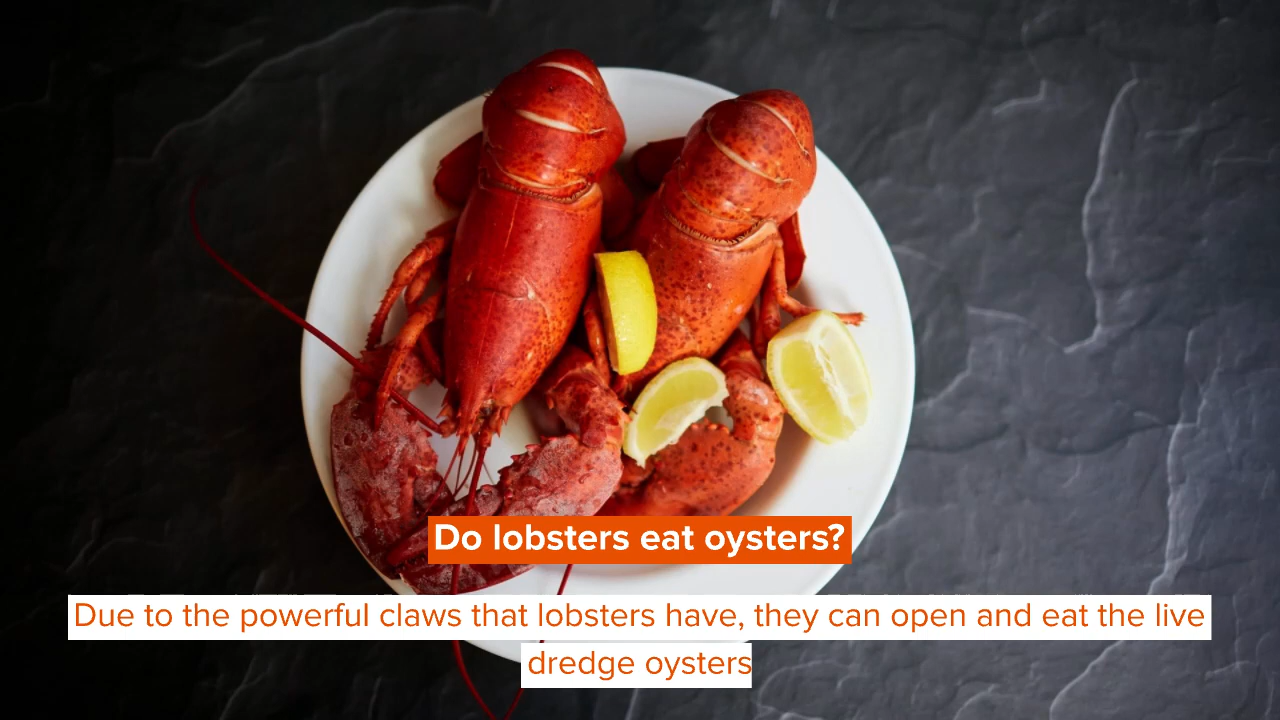 Do lobsters eat oysters?
Due to the powerful claws that lobsters have, they can open and eat the live
dredge oysters